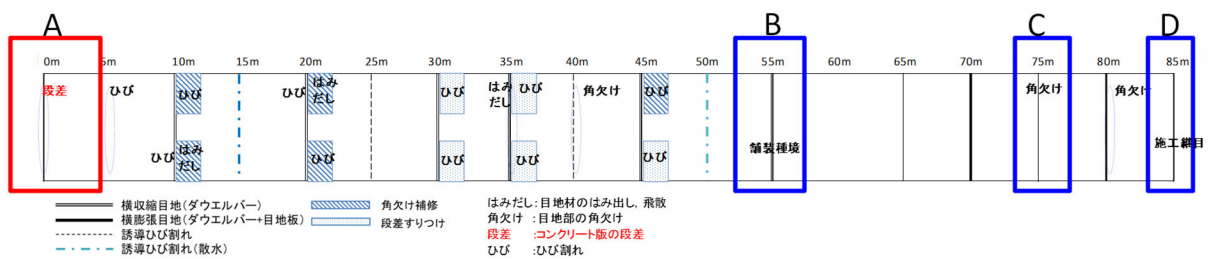 A
B
C
D
0m
5m
10m
15m
20m
25m
30m
35m
40m
45m
50m
55m
60m
65m
70m
75m
80m
85m
段差
ひび
ひび
ひび
はみ
だし
はみ
だし
ひび
ひび
ひび
ひび
はみ
だし
ひび
ひび
角欠け
ひび
ひび
舗装種境
角欠け
角欠け
施工継目
横収縮目地(ダウエルバー)
横膨張目地(ダウエルバー+目地板)
誘導ひび割れ
誘導ひび割れ(散水)
角欠け補修
段差すりつけ
はみだし:目地材のはみ出し, 飛散
角欠け :目地部の角欠け
段差 :コンクリート版の段差
ひび :ひび割れ